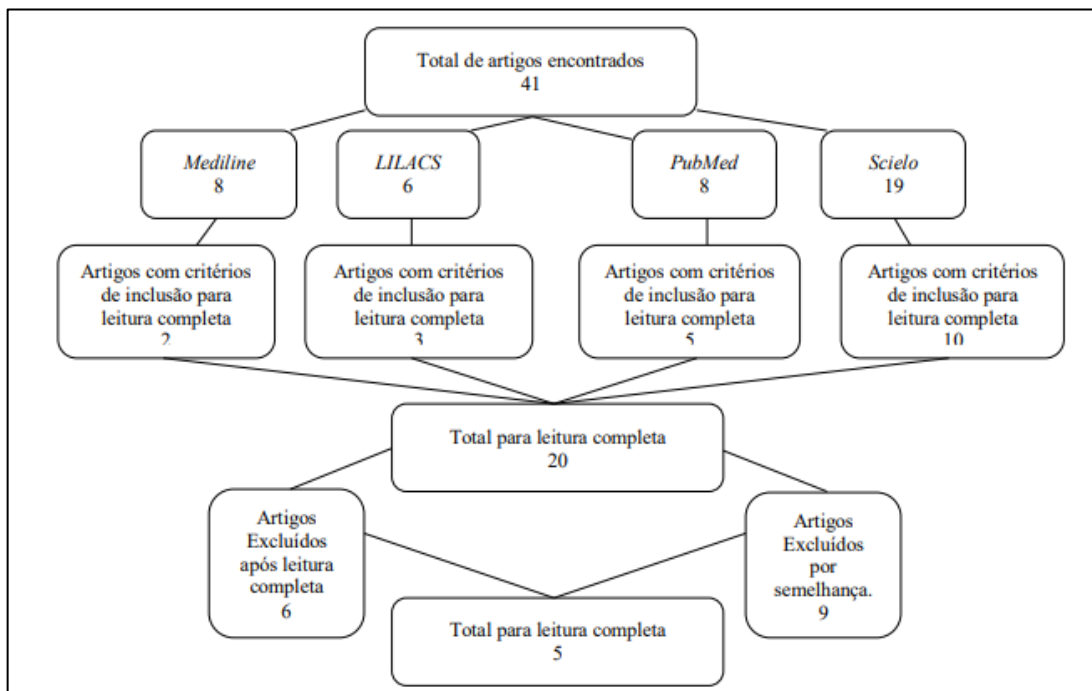 Total de artigos encontrados
41
Mediline
8
LILACS
6
PubMed
8
Scielo
19
Artigos com critérios
de inclusão para
leitura completa
2
Artigos com critérios
de inclusão para
leitura completa
3
Artigos com critérios
de inclusão para
leitura completa
5
Artigos com critérios
de inclusão para
leitura completa
10
Total para leitura completa
20
Artigos
Excluídos
após leitura
completa
6
Artigos
Excluídos
por
semelhança.
9
Total para leitura completa
5